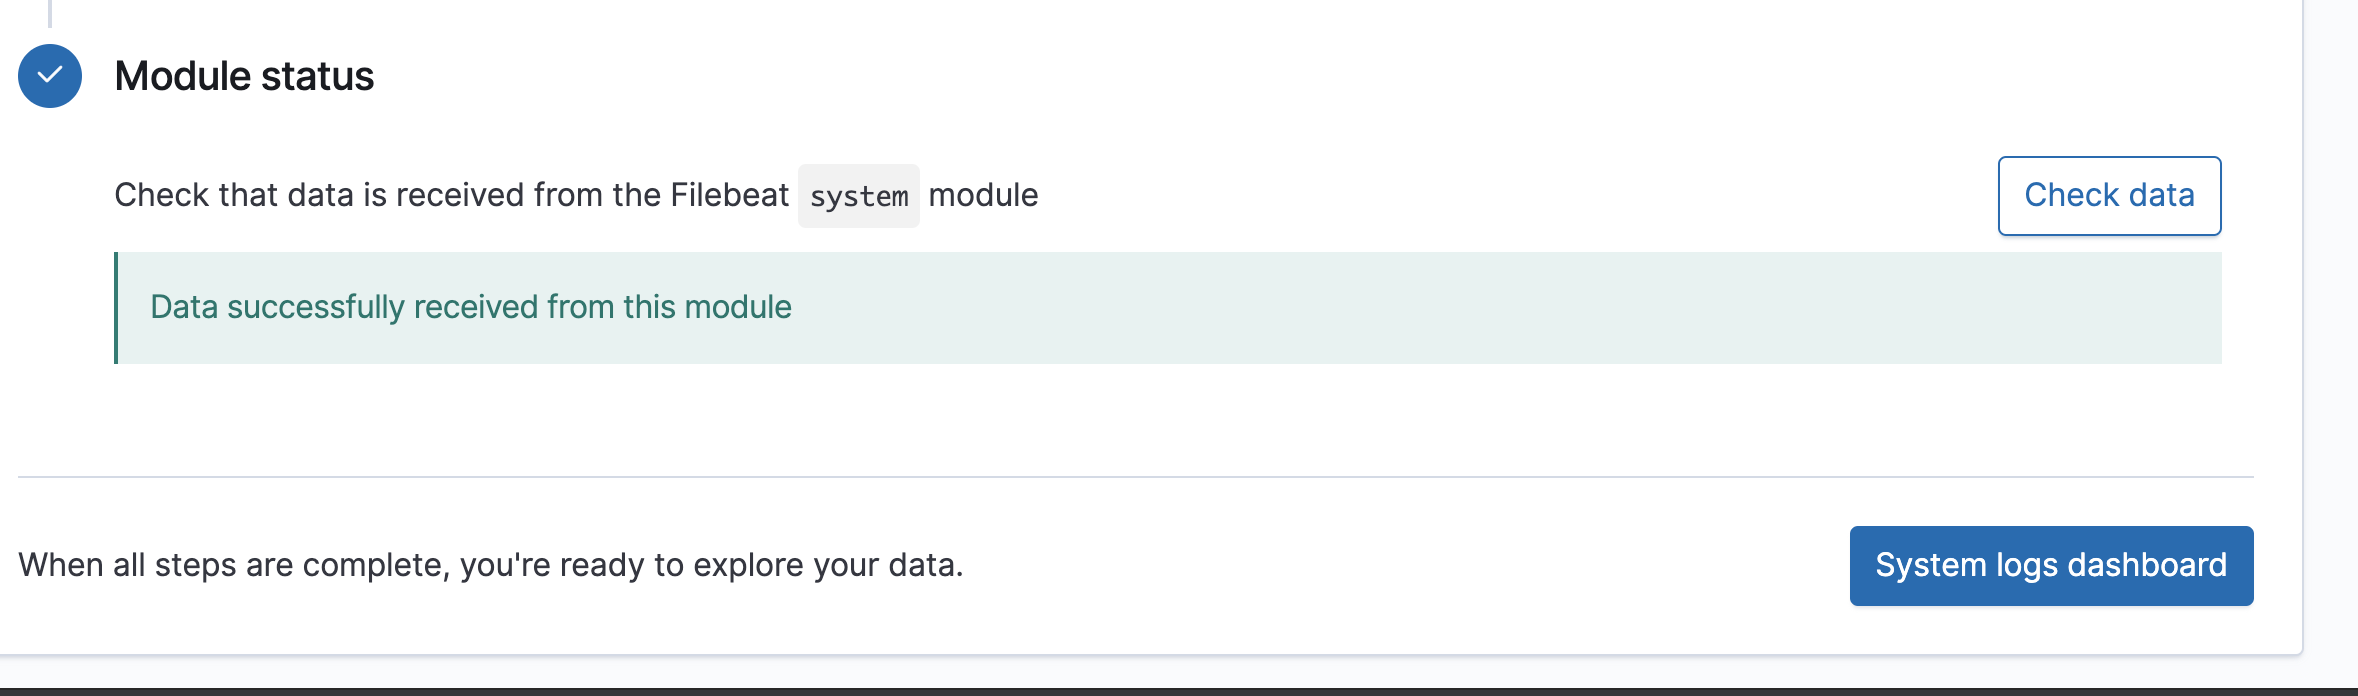 Module status
Check that data is received from the Filebeat system module
Check data
Data successfully received from this module
When all steps are complete, you're ready to explore your data.
System logs dashboard